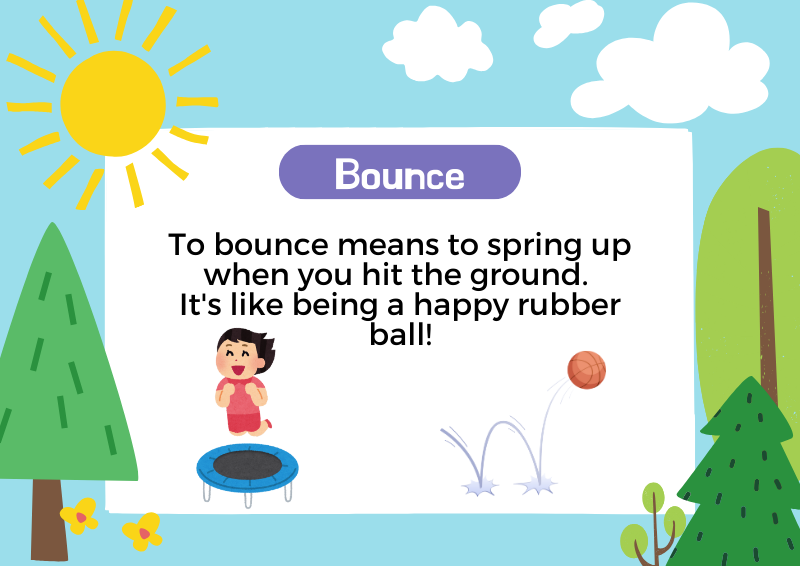 Bounce
To bounce means to spring up
when you hit the ground.
It's like being a happy rubber
ball!